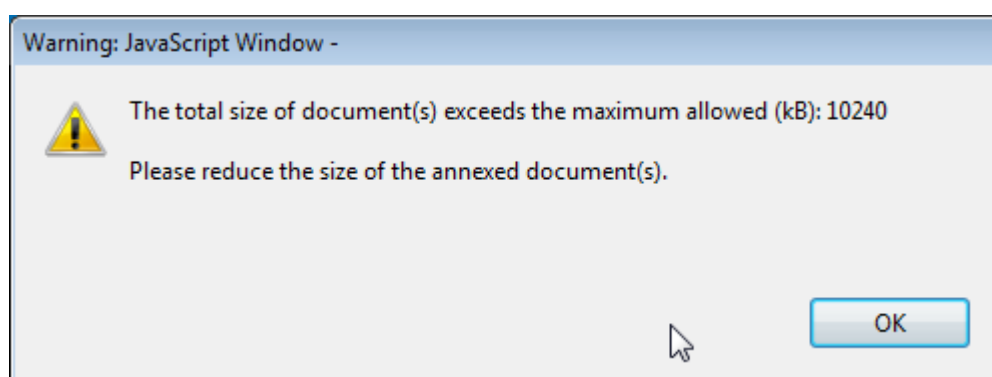 Warning: JavaScript Window -
The total size of document(s) exceeds the maximum allowed (kB): 10240
Please reduce the size of the annexed document(s).
OK